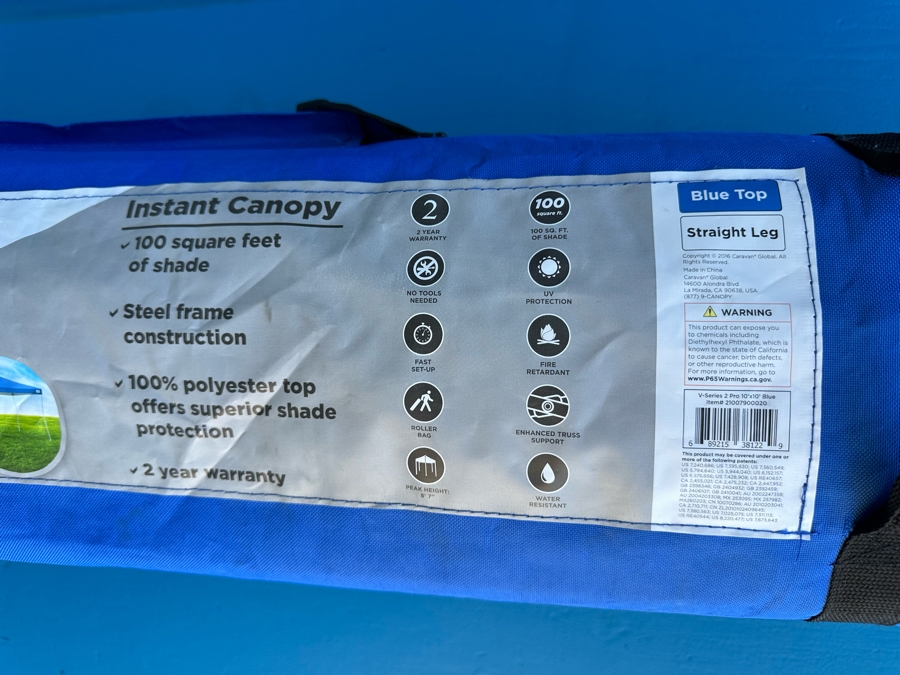 Instant Canopy
100 square feet
of shade
Steel frame
construction
100% polyester top
offers superior shade
protection
2 year warranty
2
2 YEAR
WARRANTY
100
square ft.
100 SQ. FT.
OF SHADE
NO TOOLS
NEEDED
UV
PROTECTION
FAST
SET-UP
FIRE
RETARDANT
ROLLER
BAG
ENHANCED TRUSS
SUPPORT
PEAK HEIGHT:
WATER
RESISTANT
Blue Top
Straight Leg
Copyright © 2016 Caravan® Global. All
Rights Reserved.
Made in China
Caravan® Global
14600 Alondra Blvd
La Mirada, CA 90638, USA
(877) 9-CANOPY
WARNING
This product can expose you
to chemicals including
Diethylhexyl Phthalate, which is
known to the state of California
to cause cancer, birth defects,
or other reproductive harm.
For more information, go to
www.P65Warnings.ca.gov.
V-Series 2 Pro 10'x10' Blue
Item# 21007900020
6 89215 38122 9
This product may be covered under one or
more of the following patents: